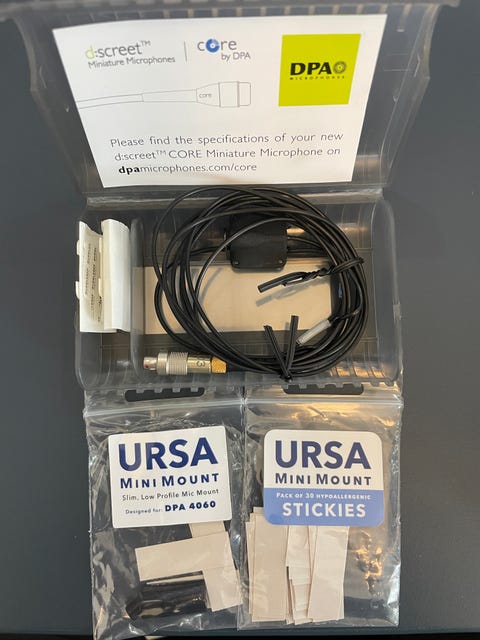 d:screet™
Miniature Microphones
core
by DPA
DPA
MICROPHONES
core
Please find the specifications of your new
d:screet™ CORE Miniature Microphone on
dpamicrophones.com/core
3
URSA
MINI MOUNT
Slim, Low Profile Mic Mount
Designed for: DPA 4060
URSA
MINI MOUNT
PACK OF 30 HYPOALLERGENIC
STICKIES